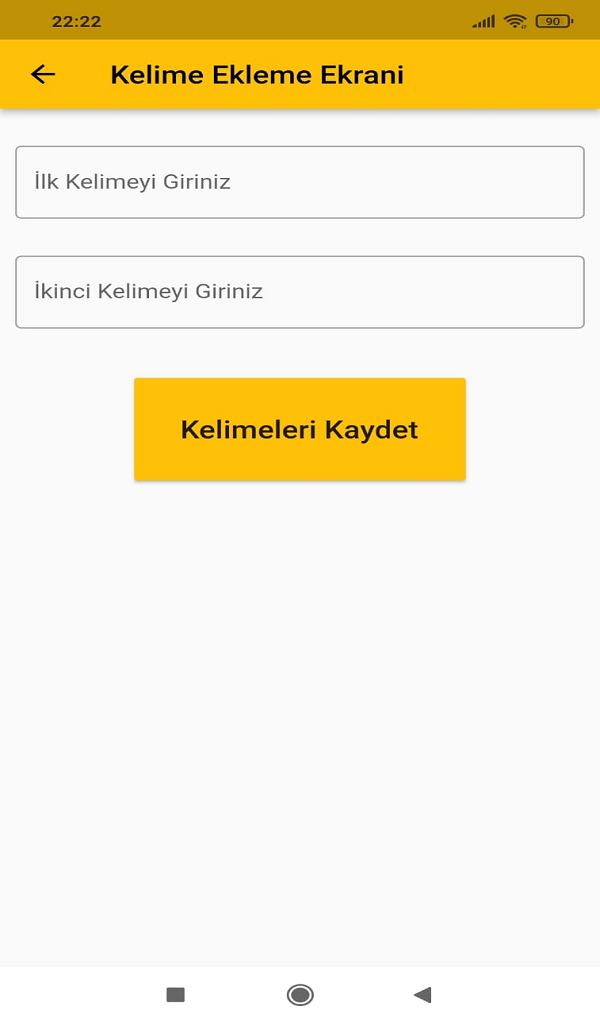 22:22
90
Kelime Ekleme Ekrani
İlk Kelimeyi Giriniz
İkinci Kelimeyi Giriniz
Kelimeleri Kaydet